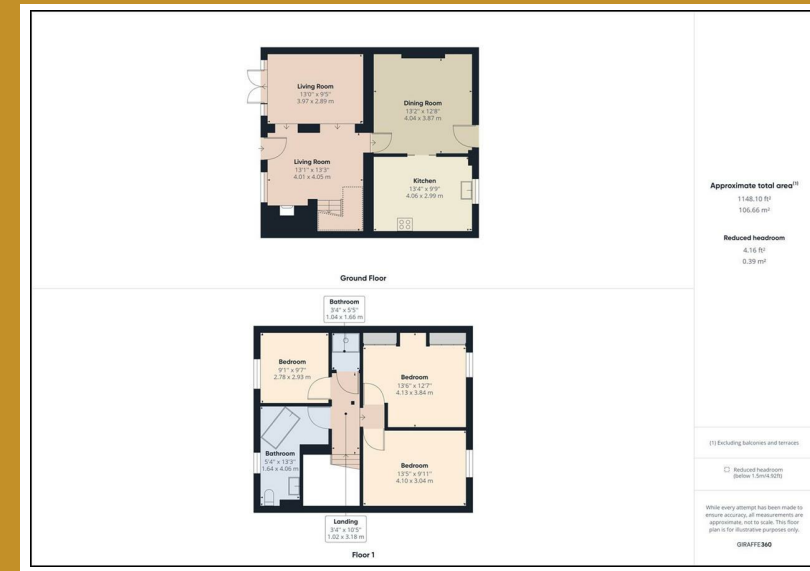 Living Room
13'0" x 9'5"
3.97 x 2.89 m
Dining Room
13'2" x 12'8"
4.04 x 3.87 m
Living Room
13'1" x 13'3"
4.01 x 4.05 m
Kitchen
13'4" x 9'9"
4.06 x 2.99 m
Ground Floor
Bathroom
3'4" x 5'5"
1.04 x 1.66 m
Bedroom
9'1" x 9'7"
2.78 x 2.93 m
Bedroom
13'6" x 12'7"
4.13 x 3.84 m
Bathroom
5'4" x 13'3"
1.64 x 4.06 m
Bedroom
13'5" x 9'11"
4.10 x 3.04 m
Landing
3'4" x 10'5"
1.02 x 3.18 m
Floor 1
Approximate total area(1)
1148.10 ft²
106.66 m²
Reduced headroom
4.16 ft²
0.39 m²
(1) Excluding balconies and terraces
Reduced headroom
(below 1.5m/4.92ft)
While every attempt has been made to
ensure accuracy, all measurements are
approximate, not to scale. This floor
plan is for illustrative purposes only.
GIRAFFE360